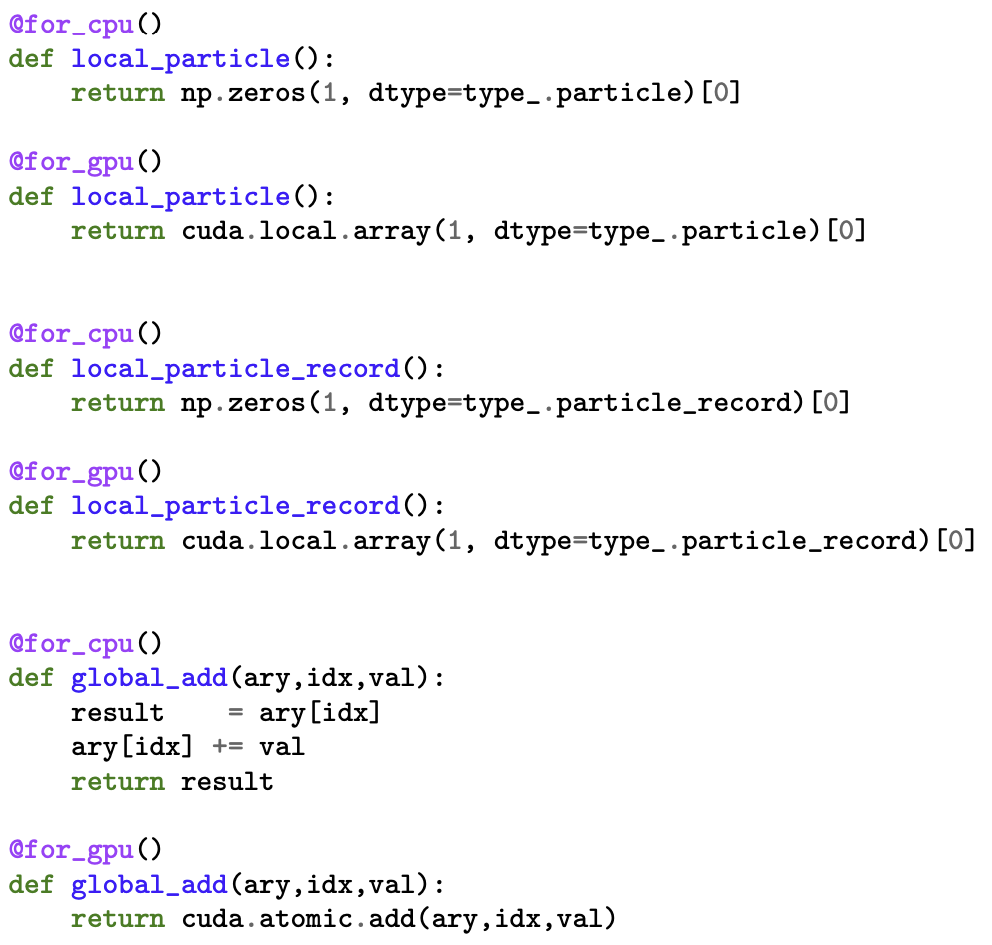 @for_cpu()
def local_particle():
    return np.zeros(1, dtype=type_.particle)[0]

@for_gpu()
def local_particle():
    return cuda.local.array(1, dtype=type_.particle)[0]


@for_cpu()
def local_particle_record():
    return np.zeros(1, dtype=type_.particle_record)[0]

@for_gpu()
def local_particle_record():
    return cuda.local.array(1, dtype=type_.particle_record)[0]


@for_cpu()
def global_add(ary,idx,val):
    result    = ary[idx]
    ary[idx] += val
    return result

@for_gpu()
def global_add(ary,idx,val):
    return cuda.atomic.add(ary,idx,val)